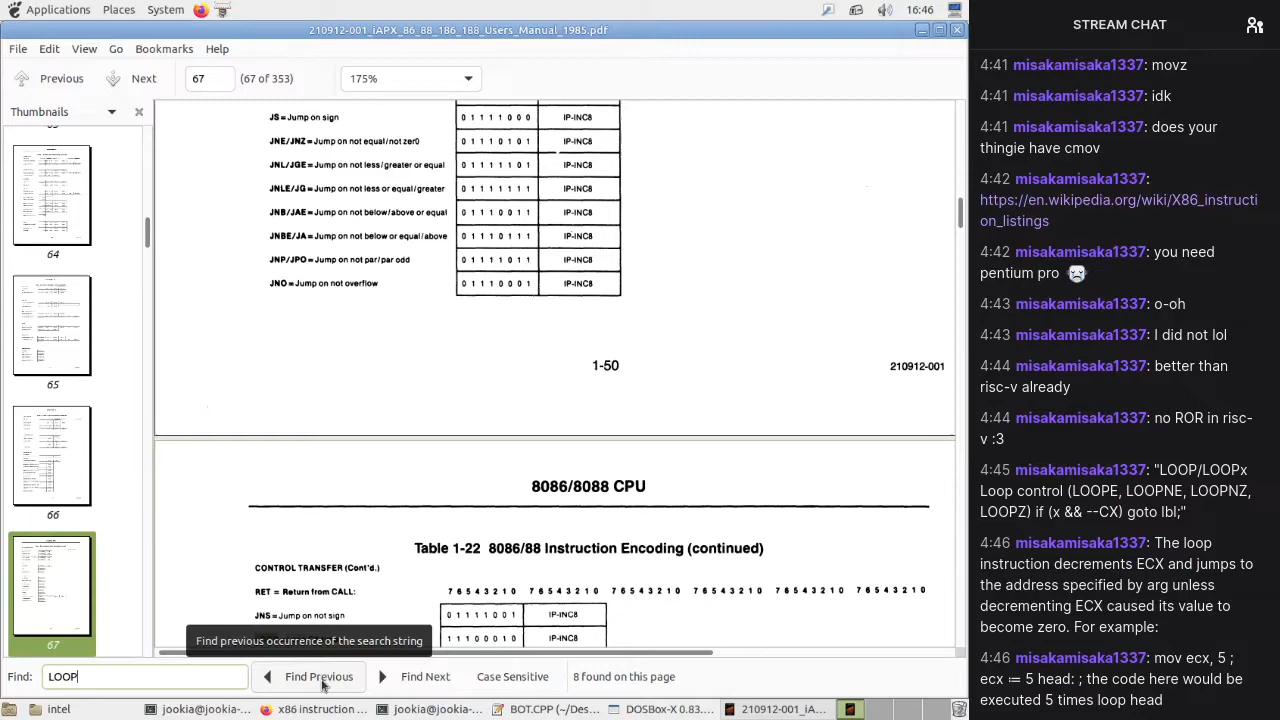 Applications Places System 16:46
210912-001_iAPX_86_88_186_188_Users_Manual_1985.pdf
File Edit View Go Bookmarks Help
Previous Next 67 (67 of 353) 175%
Thumbnails
64
65
66
67
JS=Jump on sign 0 1 1 1 1 0 0 0 IP-INC8
JNE/JNZ=Jump on not equal/not zer0 0 1 1 1 0 1 0 1 IP-INC8
JNL/JGE=Jump on not less/greater or equal 0 1 1 1 1 1 0 1 IP-INC8
JNLE/JG=Jump on not less or equal/greater 0 1 1 1 1 1 1 1 IP-INC8
JNB/JAE=Jump on not below/above or equal 0 1 1 1 0 0 1 1 IP-INC8
JNBE/JA=Jump on not below or equal/above 0 1 1 1 0 1 1 1 IP-INC8
JNP/JPO=Jump on not par/par odd 0 1 1 1 1 0 1 1 IP-INC8
JNO=Jump on not overflow 0 1 1 1 0 0 0 1 IP-INC8
1-50 210912-001
8086/8088 CPU
Table 1-22 8086/88 Instruction Encoding (continued)
CONTROL TRANSFER (Cont'd.)
RET = Return from CALL: 7 6 5 4 3 2 1 0 7 6 5 4 3 2 1 0 7 6 5 4 3 2 1 0 7 6 5 4 3 2 1 0 7 6 5 4 3 2 1 0 7 6 5 4 3 2 1 0
JNS=Jump on not sign 0 1 1 1 1 0 0 1 IP-INC8
1 1 1 0 0 0 1 0 IP-INC8
Find previous occurrence of the search string
Find: LOOP Find Previous Find Next Case Sensitive 8 found on this page
intel jookia@jookia-... x86 instruction ... jookia@jookia-... BOT.CPP (~/Des... DOSBox-X 0.83.... 210912-001_iA...
STREAM CHAT
4:41 misakamisaka1337: movz
4:41 misakamisaka1337: idk
4:41 misakamisaka1337: does your
thingie have cmov
4:42 misakamisaka1337:
https://en.wikipedia.org/wiki/X86_instructi
on_listings
4:42 misakamisaka1337: you need
pentium pro
4:43 misakamisaka1337: o-oh
4:43 misakamisaka1337: I did not lol
4:44 misakamisaka1337: better than
risc-v already
4:44 misakamisaka1337: no ROR in risc-
v :3
4:45 misakamisaka1337: "LOOP/LOOPx
Loop control (LOOPE, LOOPNE, LOOPNZ,
LOOPZ) if (x && --CX) goto lbl;"
4:46 misakamisaka1337: The loop
instruction decrements ECX and jumps to
the address specified by arg unless
decrementing ECX caused its value to
become zero. For example:
4:46 misakamisaka1337: mov ecx, 5 ;
ecx ≔ 5 head: ; the code here would be
executed 5 times loop head